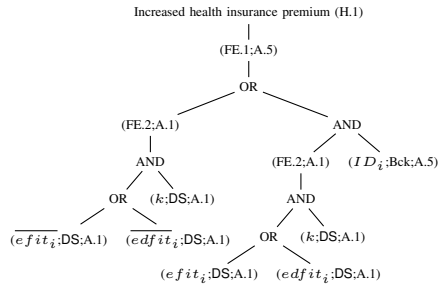 Increased health insurance premium (H.1)
(FE.1;A.5)
OR
(FE.2;A.1) AND
AND (FE.2;A.1) (ID_i;Bck;A.5)
OR (k;DS;A.1) AND
(\overline{efit_i};DS;A.1) (\overline{edfit_i};DS;A.1) OR (k;DS;A.1)
(efit_i;DS;A.1) (edfit_i;DS;A.1)